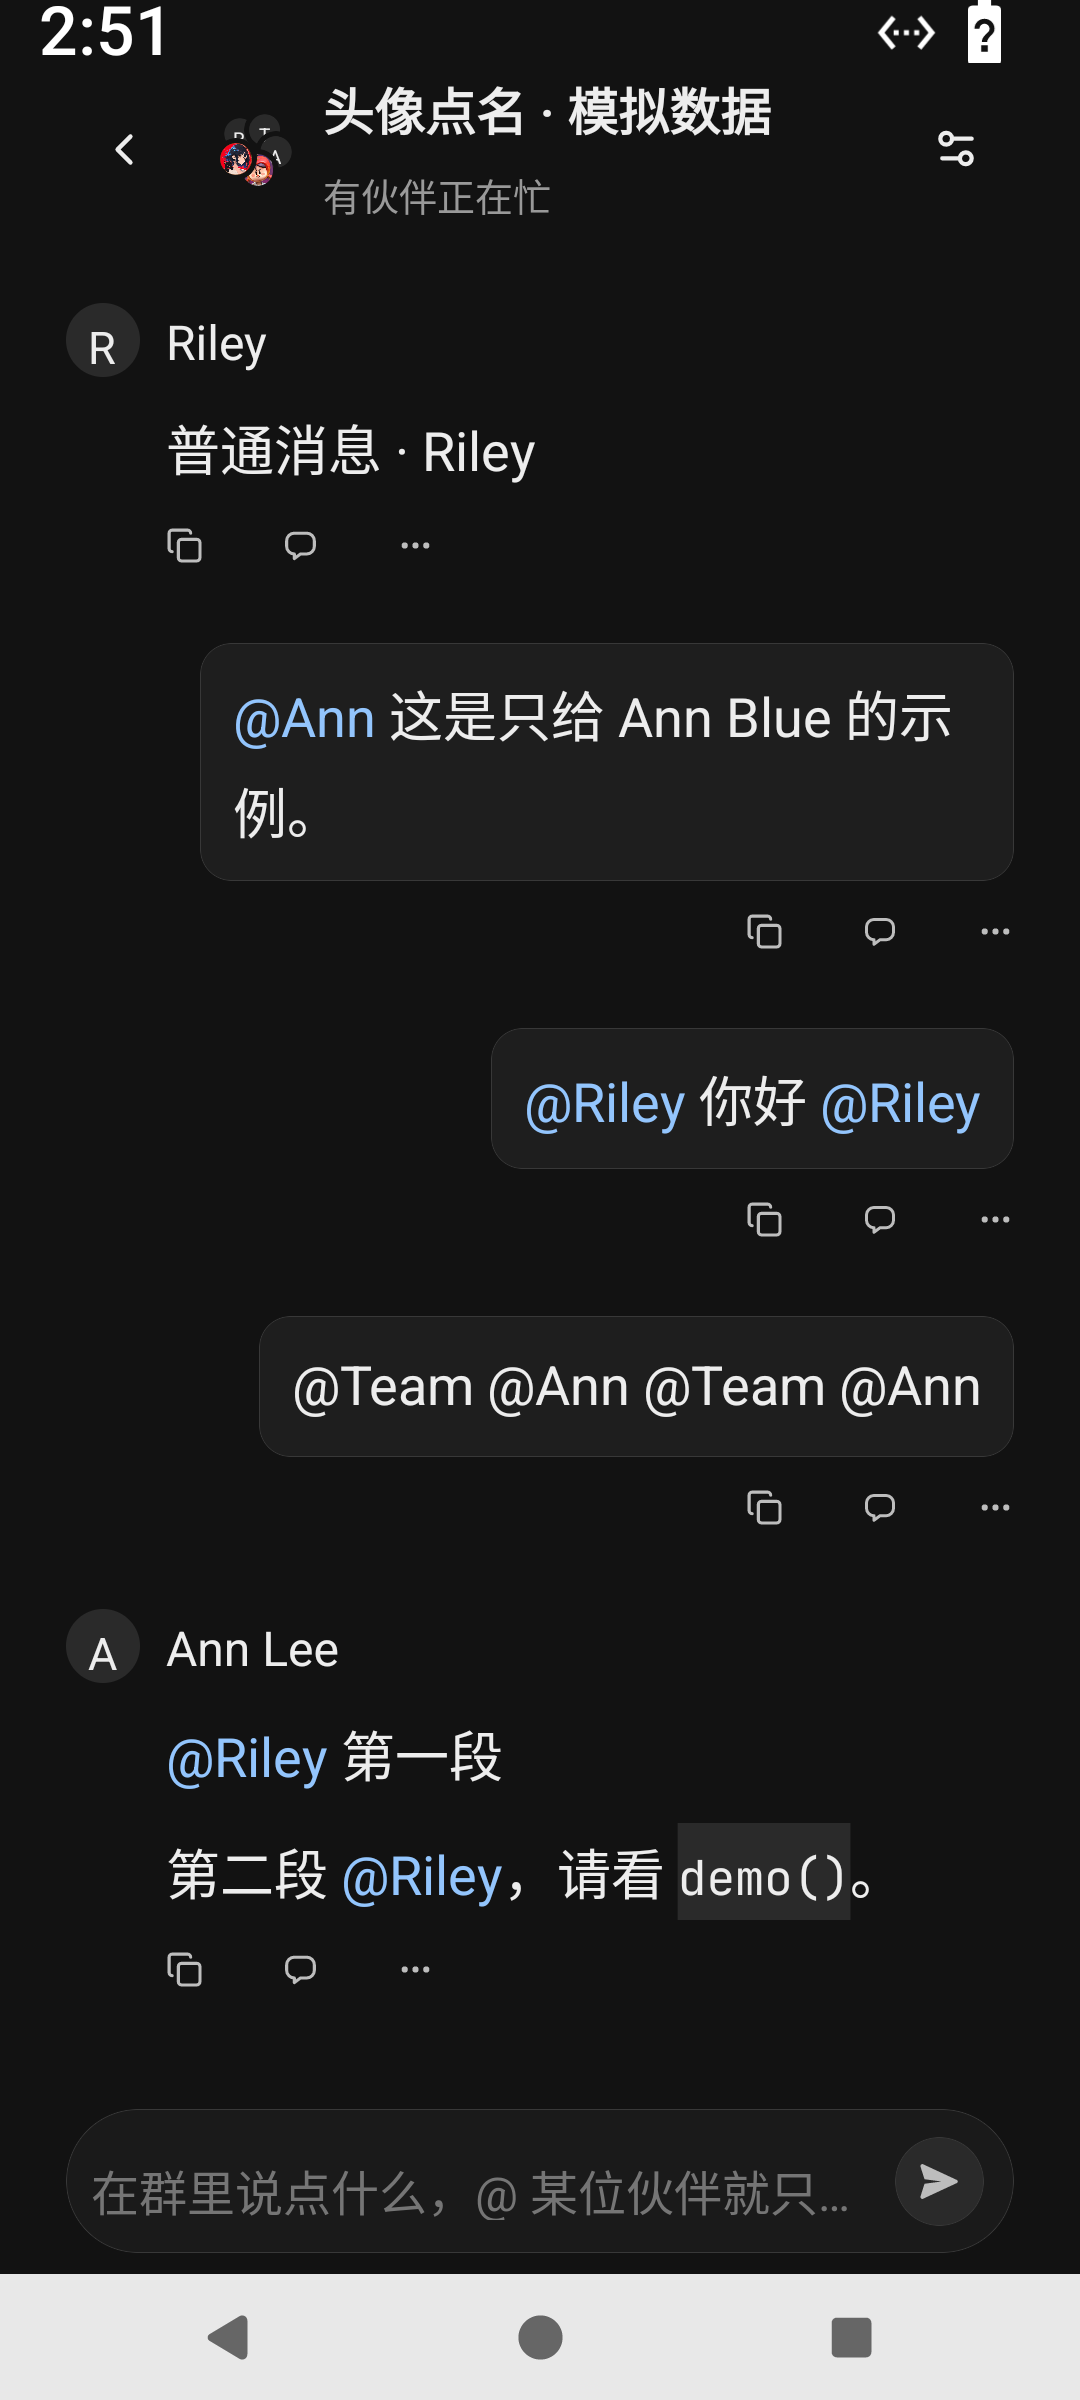 2:51
头像点名 · 模拟数据
有伙伴正在忙
R
Riley
普通消息 · Riley
@Ann 这是只给 Ann Blue 的示
例。
@Riley 你好 @Riley
@Team @Ann @Team @Ann
A
Ann Lee
@Riley 第一段
第二段 @Riley，请看 demo()。
在群里说点什么，@ 某位伙伴就只...